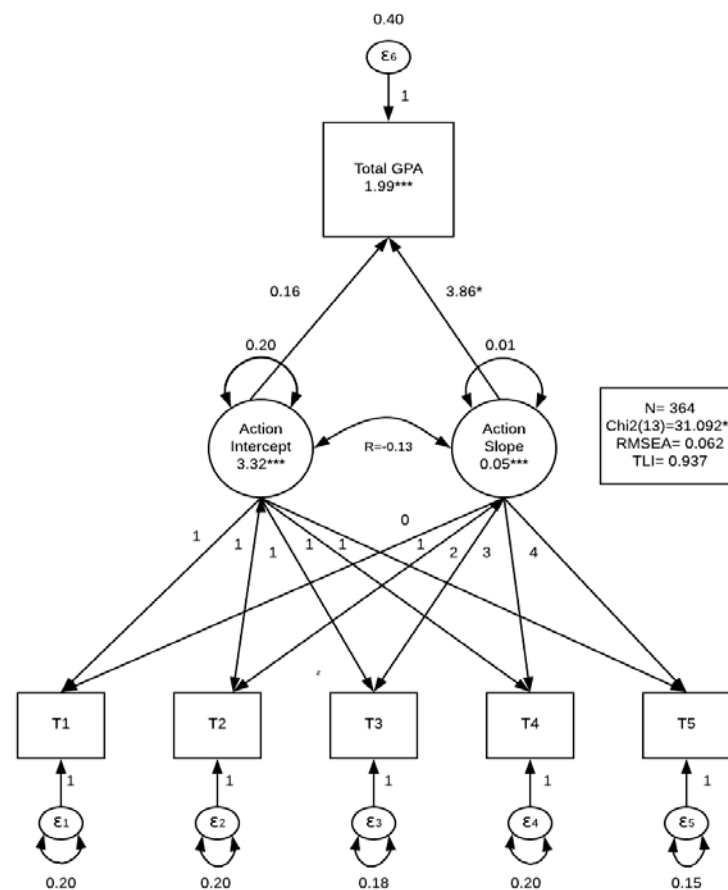 0.40
ε6
1
Total GPA
1.99***
0.16
3.86*
0.20
0.01
Action
Intercept
3.32***
R=-0.13
Action
Slope
0.05***
N= 364
Chi2(13)=31.092*
RMSEA= 0.062
TLI= 0.937
1
1
1
1
1
0
1
2
3
4
T1
T2
T3
T4
T5
1
1
1
1
1
ε1
ε2
ε3
ε4
ε5
0.20
0.20
0.18
0.20
0.15